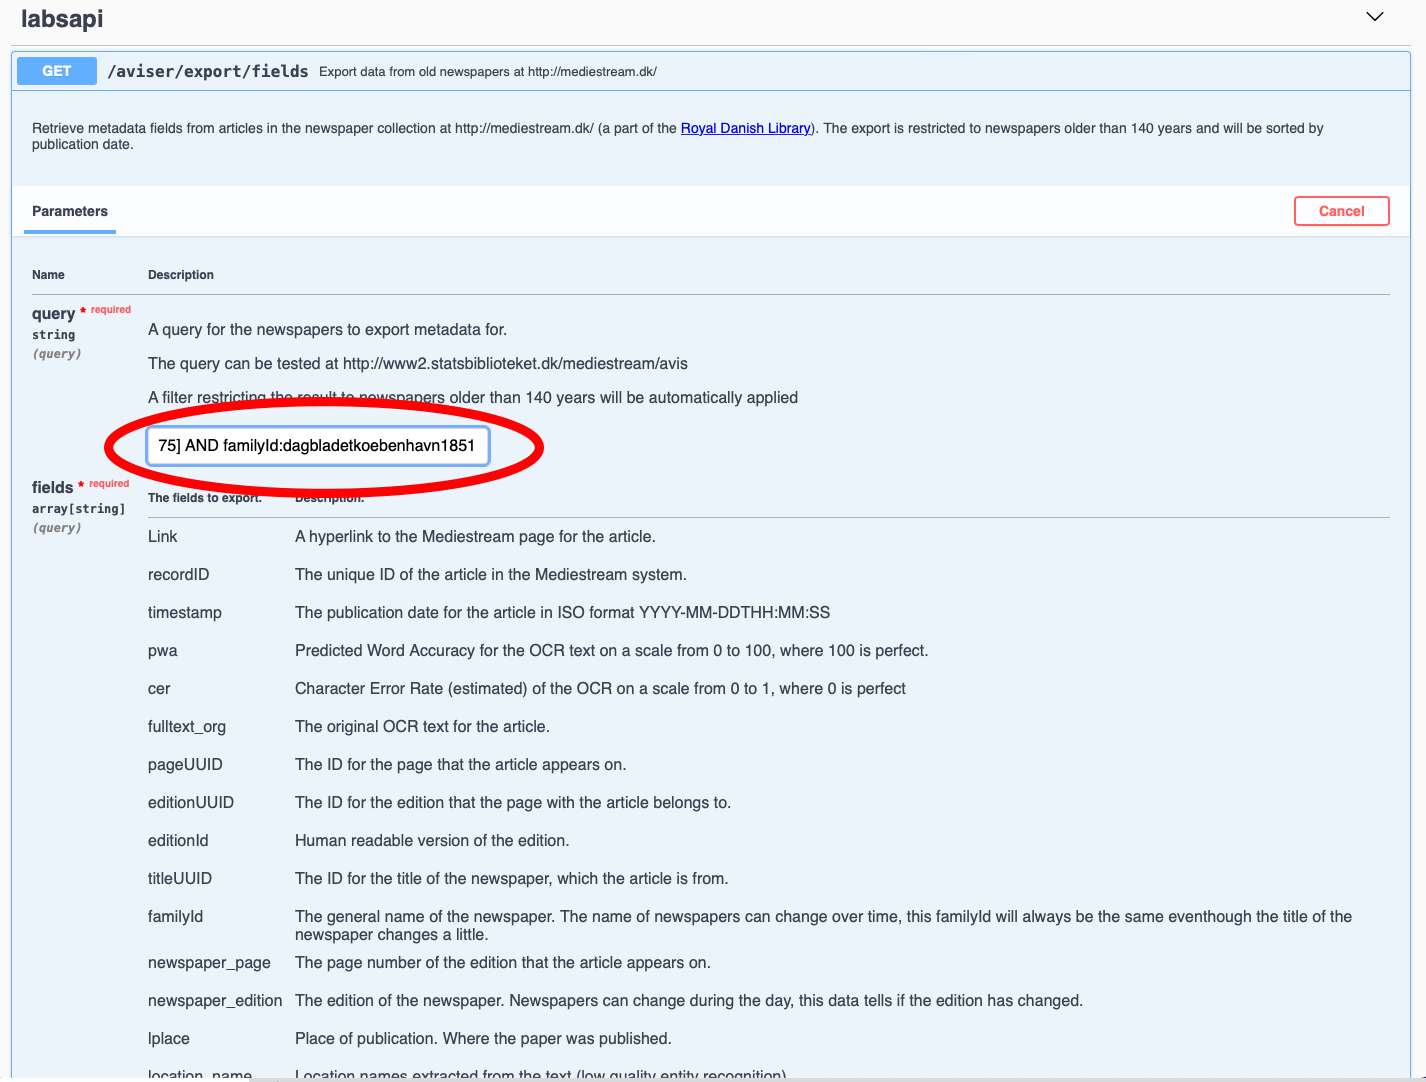 labsapi
GET /aviser/export/fields Export data from old newspapers at http://mediestream.dk/
Retrieve metadata fields from articles in the newspaper collection at http://mediestream.dk/ (a part of the Royal Danish Library). The export is restricted to newspapers older than 140 years and will be sorted by
publication date.
Parameters Cancel
Name Description
query * required
string
(query)
A query for the newspapers to export metadata for.
The query can be tested at http://www2.statsbiblioteket.dk/mediestream/avis
A filter restricting the result to newspapers older than 140 years will be automatically applied
75] AND familyId:dagbladetkoebenhavn1851
fields * required
array[string]
(query)
The fields to export. Description.
Link A hyperlink to the Mediestream page for the article.
recordID The unique ID of the article in the Mediestream system.
timestamp The publication date for the article in ISO format YYYY-MM-DDTHH:MM:SS
pwa Predicted Word Accuracy for the OCR text on a scale from 0 to 100, where 100 is perfect.
cer Character Error Rate (estimated) of the OCR on a scale from 0 to 1, where 0 is perfect
fulltext_org The original OCR text for the article.
pageUUID The ID for the page that the article appears on.
editionUUID The ID for the edition that the page with the article belongs to.
editionId Human readable version of the edition.
titleUUID The ID for the title of the newspaper, which the article is from.
familyId The general name of the newspaper. The name of newspapers can change over time, this familyId will always be the same eventhough the title of the
newspaper changes a little.
newspaper_page The page number of the edition that the article appears on.
newspaper_edition The edition of the newspaper. Newspapers can change during the day, this data tells if the edition has changed.
lplace Place of publication. Where the paper was published.
location_name Location names extracted from the text (low quality entity recognition)